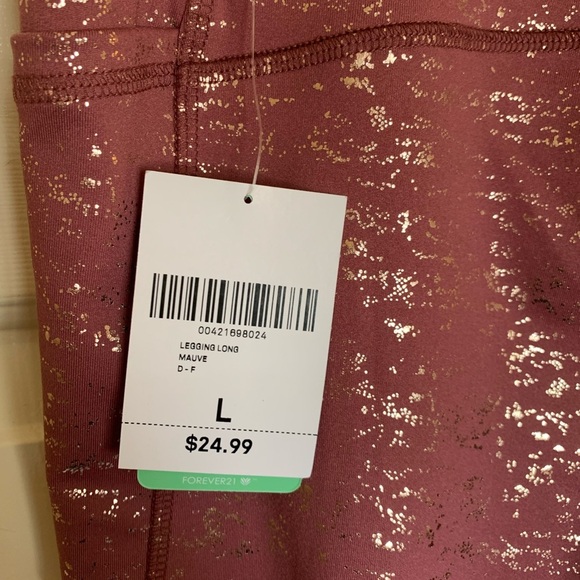 00421698024
LEGGING LONG
MAUVE
D - F
L
$24.99
FOREVER21